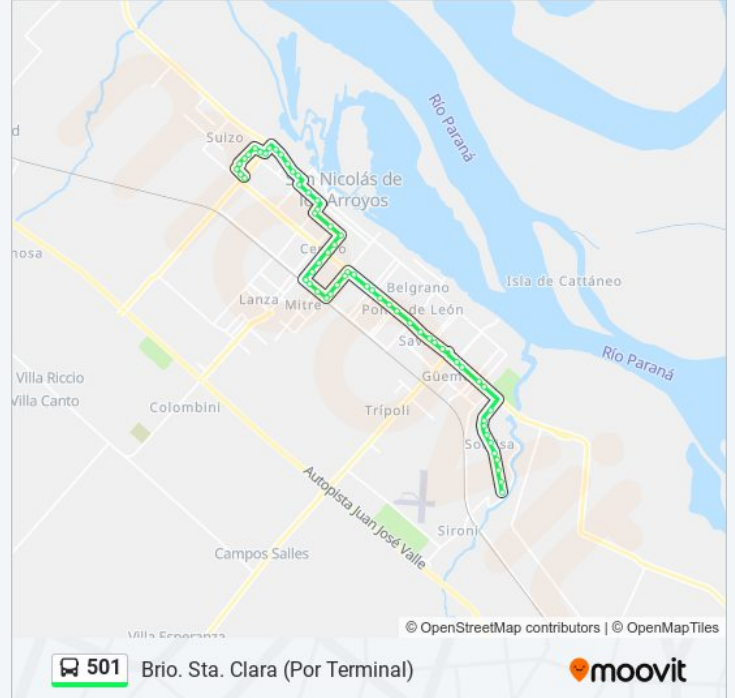 Río Paraná
Suizo
d
San Nicolás de
los Arroyos
Centro
nosa
Belgrano
Isla de Cattáneo
Lanza
Mitre
Ponce de León
Río Paraná
Villa Riccio
Villa Canto
Colombini
Trípoli
Autopista Juan José Valle
Sironi
Campos Salles
Villa Esperanza
© OpenStreetMap contributors | © OpenMapTiles
501 Brio. Sta. Clara (Por Terminal)
moovit